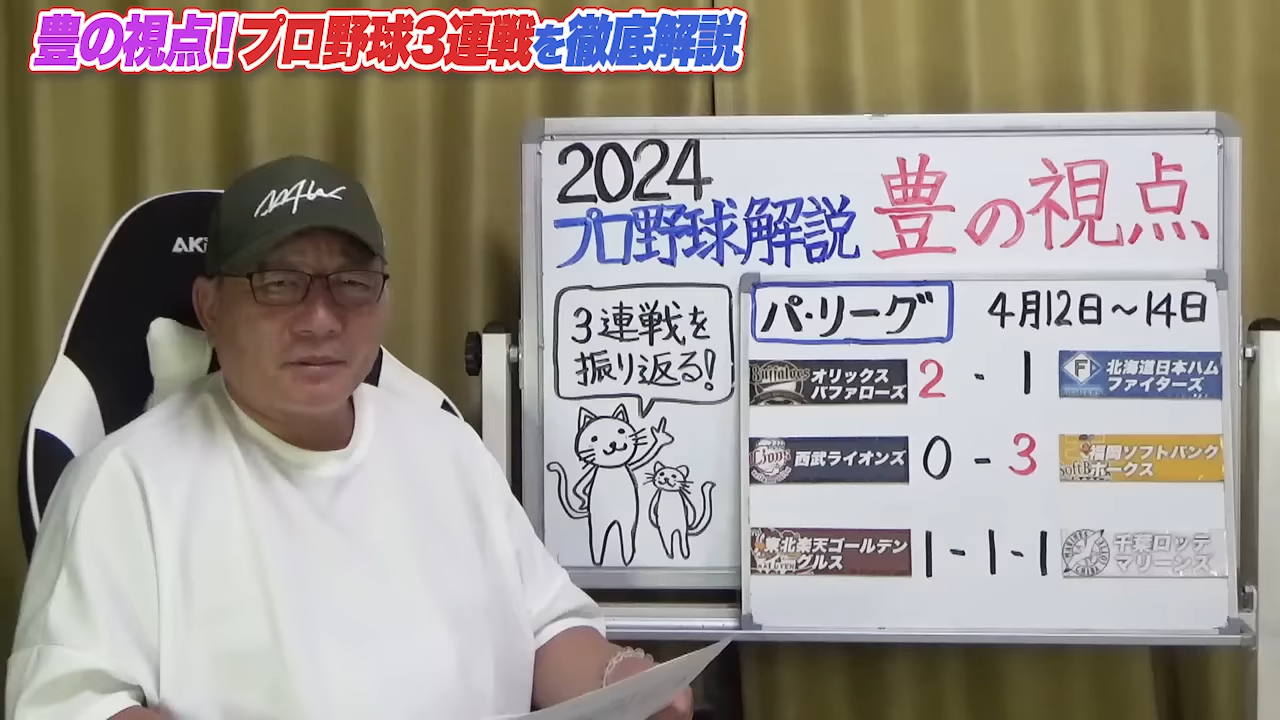 豊の視点!プロ野球3連戦を徹底解説
2024
プロ野球解説 豊の視点
3連戦を
振り返る!
パ・リーグ 4月12日〜14日
Buffaloes
オリックス
バファローズ
2 - 1
F
北海道日本ハム
ファイターズ
Lions
西武ライオンズ
0 - 3
福岡ソフトバンク
ホークス
東北楽天ゴールデン
イーグルス
1 - 1 - 1
千葉ロッテ
マリーンズ